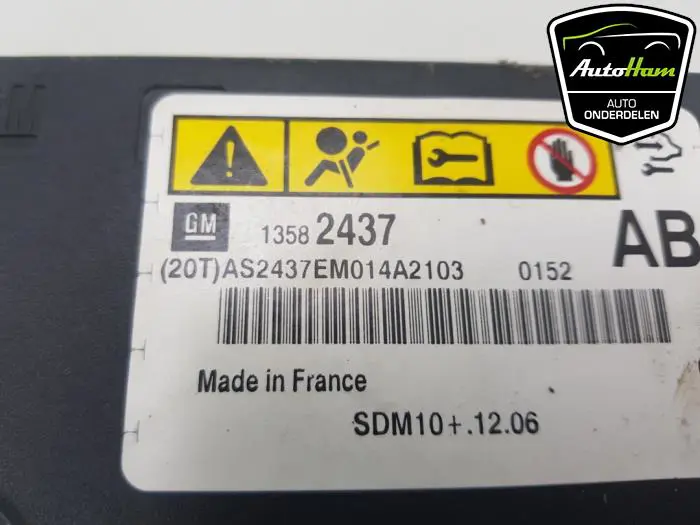 AutoHam
AUTO
ONDERDELEN
GM
1358 2437
AB
(20T)AS2437EM014A2103 0152
Made in France
SDM10+.12.06